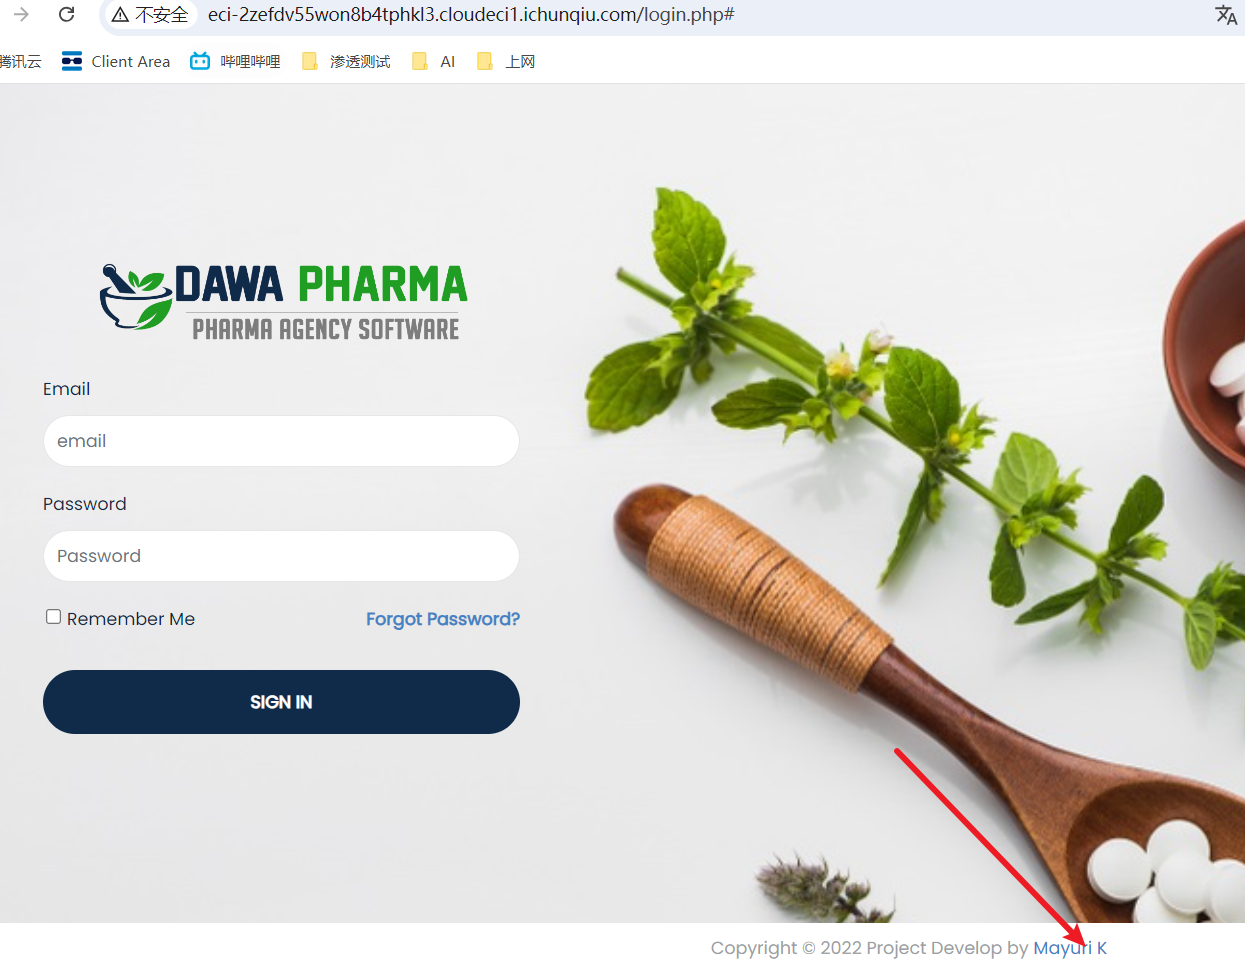 不安全 eci-2zefdv55won8b4tphkl3.cloudeci1.ichunqiu.com/login.php#
腾讯云 Client Area 哔哩哔哩 渗透测试 AI 上网
DAWA PHARMA
PHARMA AGENCY SOFTWARE
Email
email
Password
Password
Remember Me Forgot Password?
SIGN IN
Copyright © 2022 Project Develop by Mayuri K